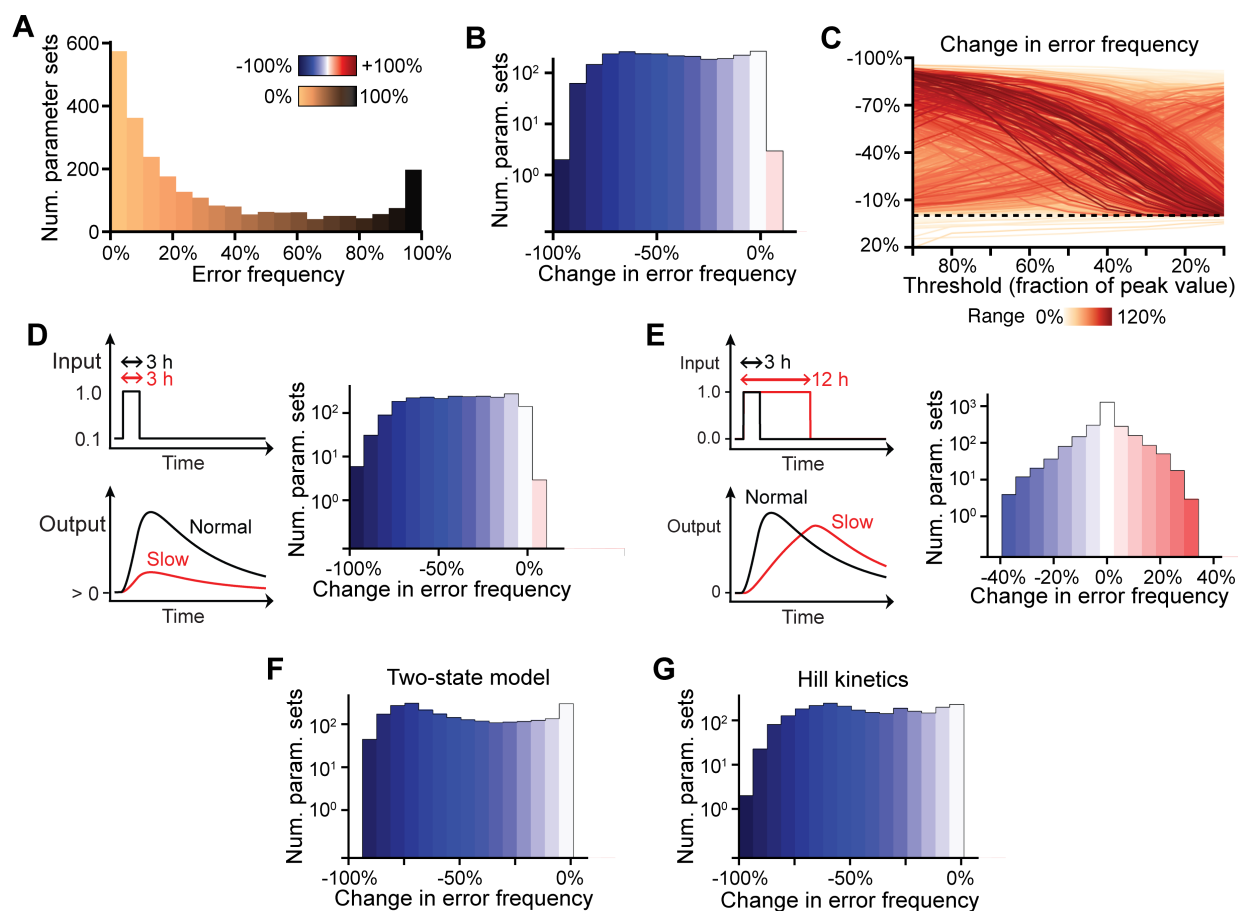 A
Num. parameter sets
600
400
200
0
-100% +100%
0% 100%
0% 20% 40% 60% 80% 100%
Error frequency
B
Num. param. sets
10²
10¹
10⁰
-100% -50% 0%
Change in error frequency
C
Change in error frequency
-100%
-70%
-40%
-10%
20%
80% 60% 40% 20%
Threshold (fraction of peak value)
Range 0% 120%
D
Input
3 h
3 h
1.0
0.1
Time
Output
Normal
Slow
> 0
Time
Num. param. sets
10²
10¹
10⁰
-100% -50% 0%
Change in error frequency
E
Input
3 h
12 h
1.0
0.0
Time
Normal
Output
Slow
0
Time
Num. param. sets
10³
10²
10¹
10⁰
-40% -20% 0% 20% 40%
Change in error frequency
F
Two-state model
Num. param. sets
10²
10¹
10⁰
-100% -50% 0%
Change in error frequency
G
Hill kinetics
Num. param. sets
10²
10¹
10⁰
-100% -50% 0%
Change in error frequency